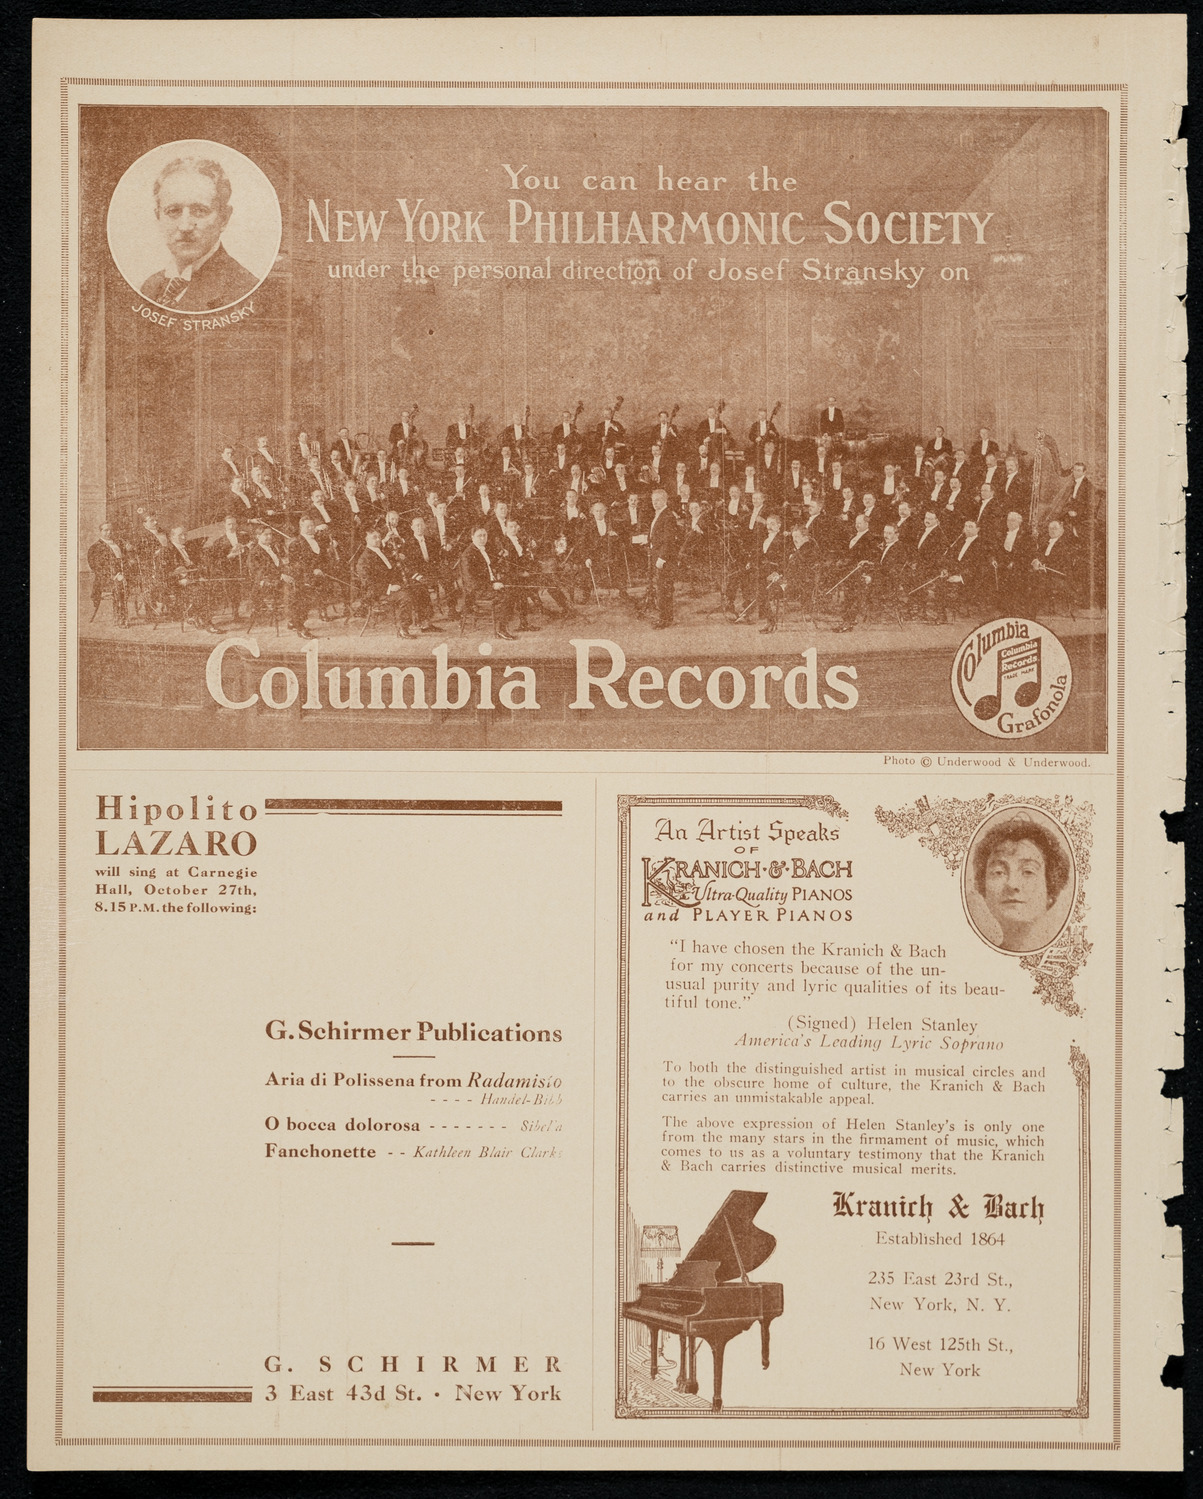 You can hear the
NEW YORK PHILHARMONIC SOCIETY
under the personal direction of Josef Stransky on
JOSEF STRANSKY
Columbia Records
Columbia
Columbia
Records
TRADE MARK
Grafonola
Photo © Underwood & Underwood.
Hipolito
LAZARO
will sing at Carnegie
Hall, October 27th,
8.15 P.M. the following:
G. Schirmer Publications
Aria di Polissena from Radamisto
- - - - Handel-Bibb
O bocca dolorosa - - - - - - - Sibella
Fanchonette - - Kathleen Blair Clarke
G. SCHIRMER
3 East 43d St. · New York
An Artist Speaks
OF
KRANICH·&·BACH
Ultra-Quality PIANOS
and PLAYER PIANOS
“I have chosen the Kranich & Bach
for my concerts because of the un-
usual purity and lyric qualities of its beau-
tiful tone.”
(Signed) Helen Stanley
America's Leading Lyric Soprano
To both the distinguished artist in musical circles and
to the obscure home of culture, the Kranich & Bach
carries an unmistakable appeal.
The above expression of Helen Stanley's is only one
from the many stars in the firmament of music, which
comes to us as a voluntary testimony that the Kranich
& Bach carries distinctive musical merits.
Kranich & Bach
Established 1864
235 East 23rd St.,
New York, N. Y.
16 West 125th St.,
New York